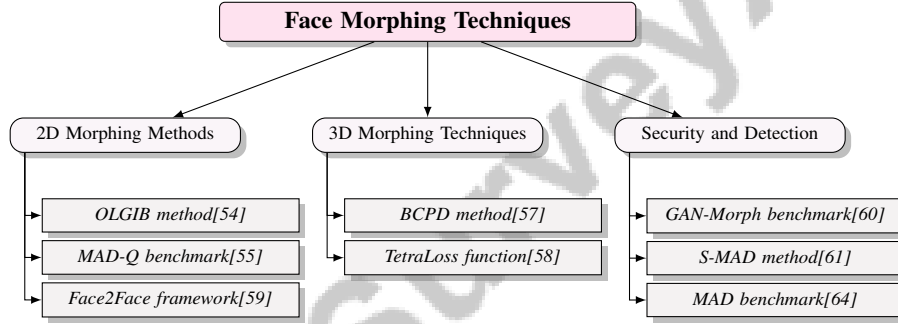 Face Morphing Techniques
2D Morphing Methods
OLGIB method[54]
MAD-Q benchmark[55]
Face2Face framework[59]
3D Morphing Techniques
BCPD method[57]
TetraLoss function[58]
Security and Detection
GAN-Morph benchmark[60]
S-MAD method[61]
MAD benchmark[64]
survey